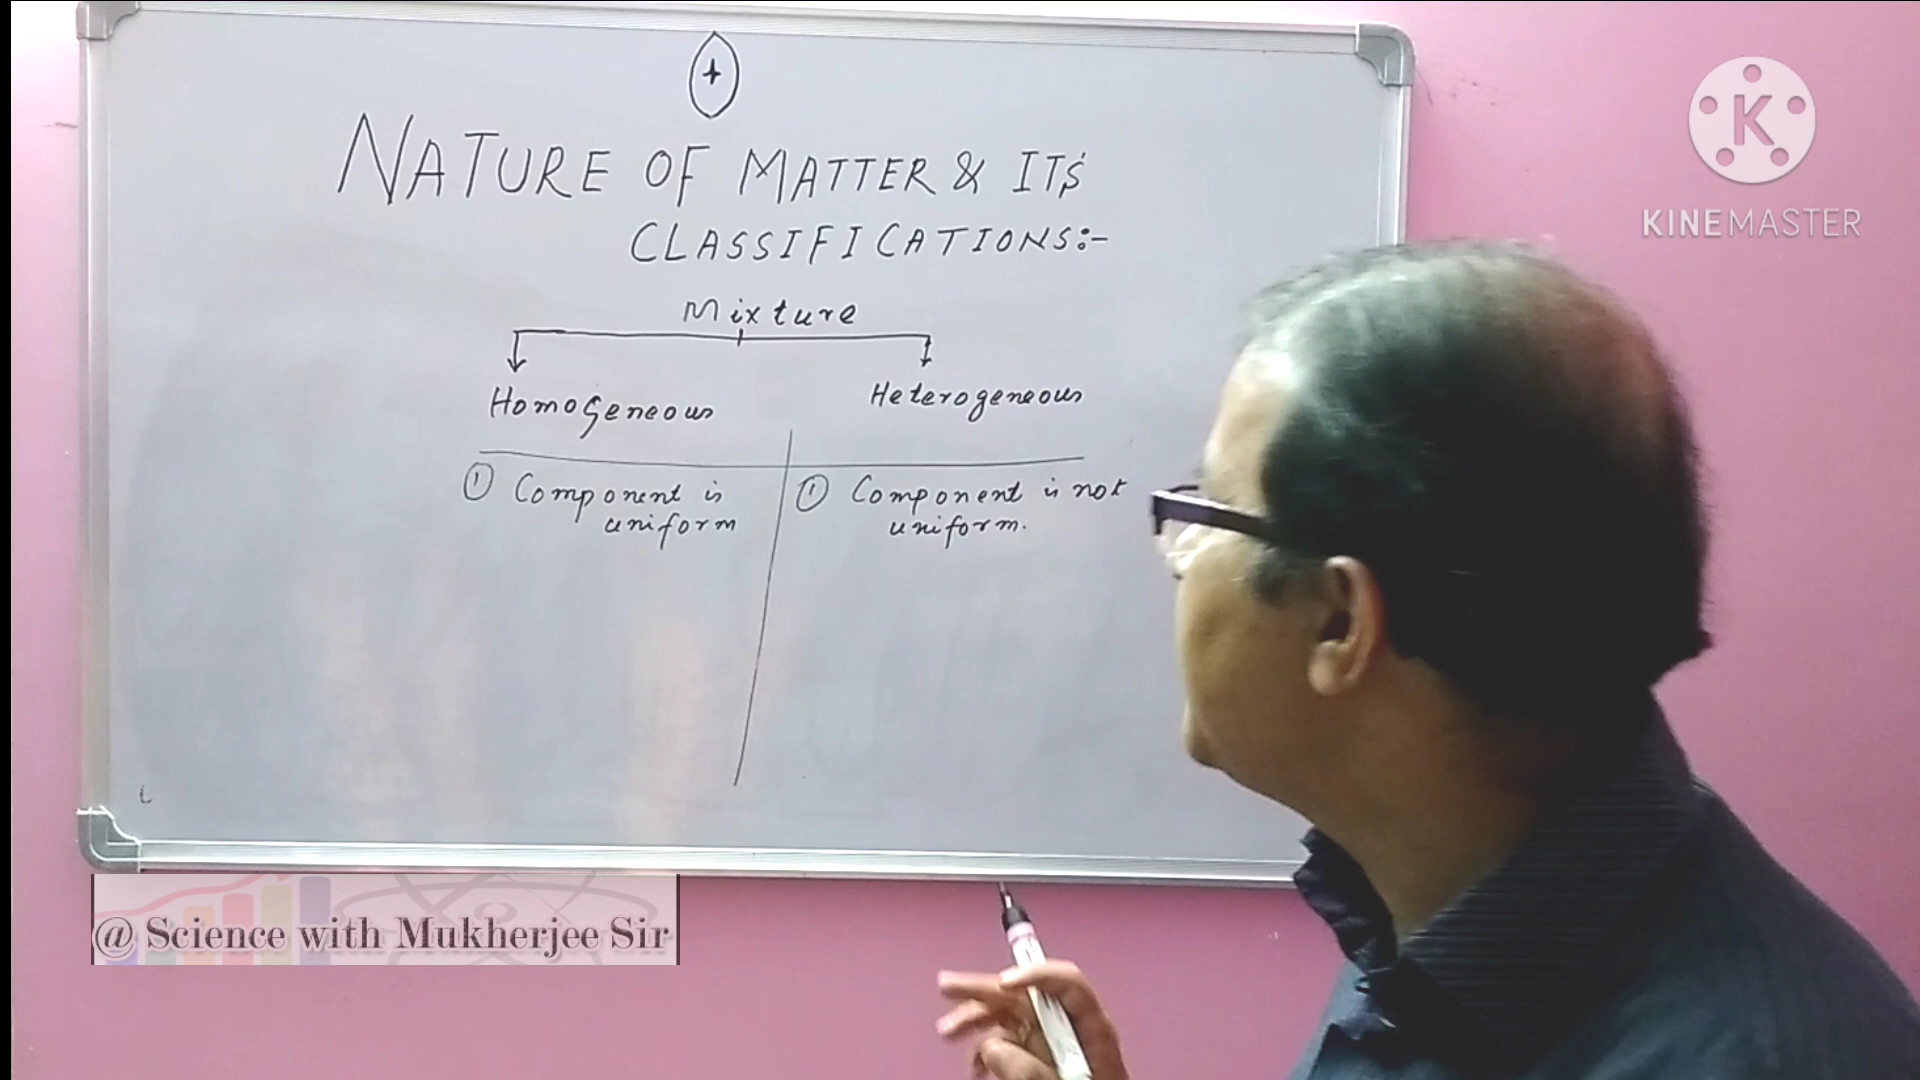 +
NATURE OF MATTER & ITS
CLASSIFICATIONS:-
Mixture
Homogeneous
Heterogeneous
① Component is
uniform
① Component is not
uniform.
K
KINEMASTER
@ Science with Mukherjee Sir